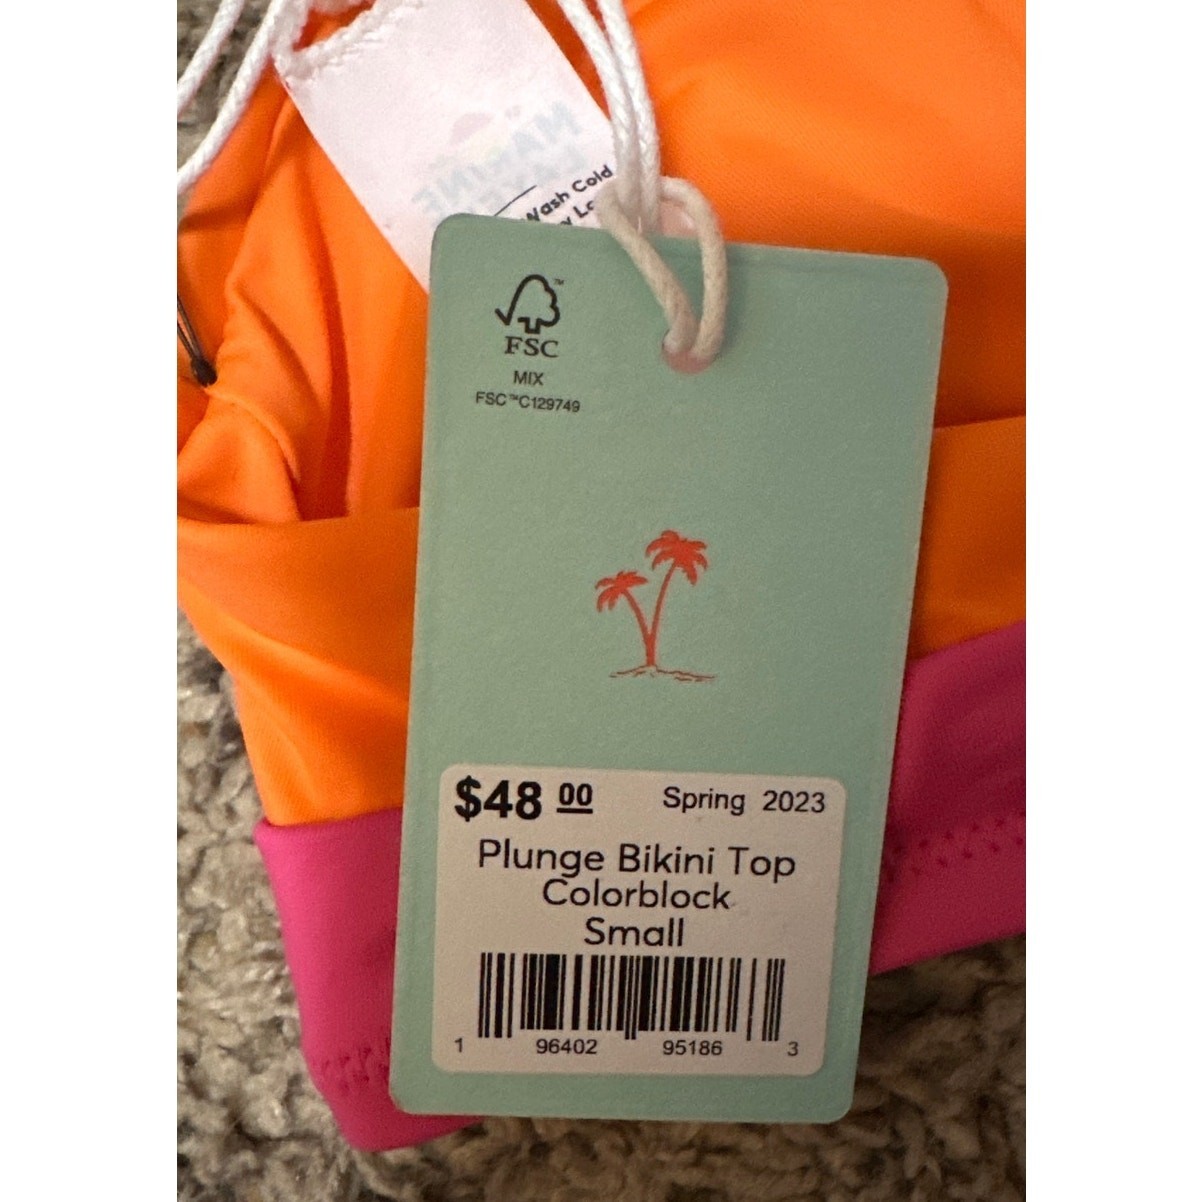 Wash Cold
FSC
MIX
FSC™C129749
$48 00 Spring 2023
Plunge Bikini Top
Colorblock
Small
1 96402 95186 3